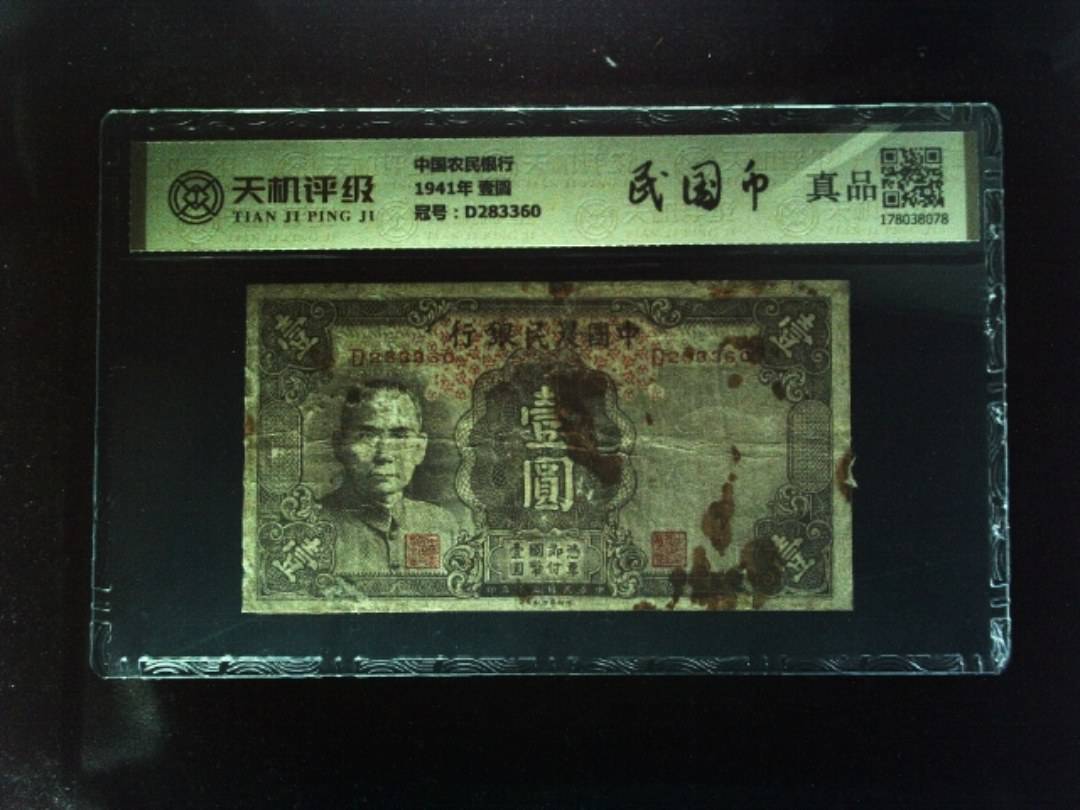 天机评级
TIAN JI PING JI
中国农民银行
1941年 壹圆
冠号：D283360
民国币
真品
178038078
行銀民農國中
D283360 D283360
壹
圓
壹國即憑
圓幣付票